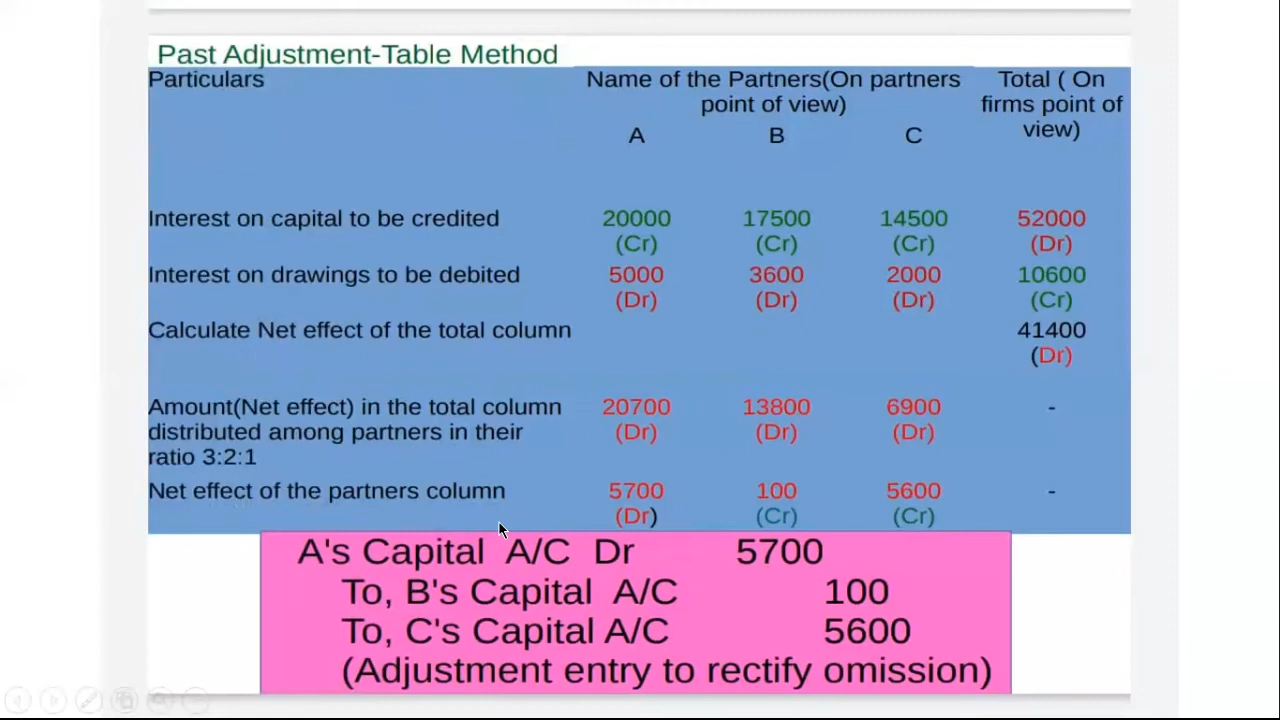 Past Adjustment-Table Method
Particulars
Name of the Partners(On partners
point of view)
Total ( On
firms point of
view)
A B C
Interest on capital to be credited 20000 17500 14500 52000
(Cr) (Cr) (Cr) (Dr)
Interest on drawings to be debited 5000 3600 2000 10600
(Dr) (Dr) (Dr) (Cr)
Calculate Net effect of the total column 41400
(Dr)
Amount(Net effect) in the total column 20700 13800 6900 -
distributed among partners in their (Dr) (Dr) (Dr)
ratio 3:2:1
Net effect of the partners column 5700 100 5600 -
(Dr) (Cr) (Cr)
A's Capital A/C Dr 5700
To, B's Capital A/C 100
To, C's Capital A/C 5600
(Adjustment entry to rectify omission)